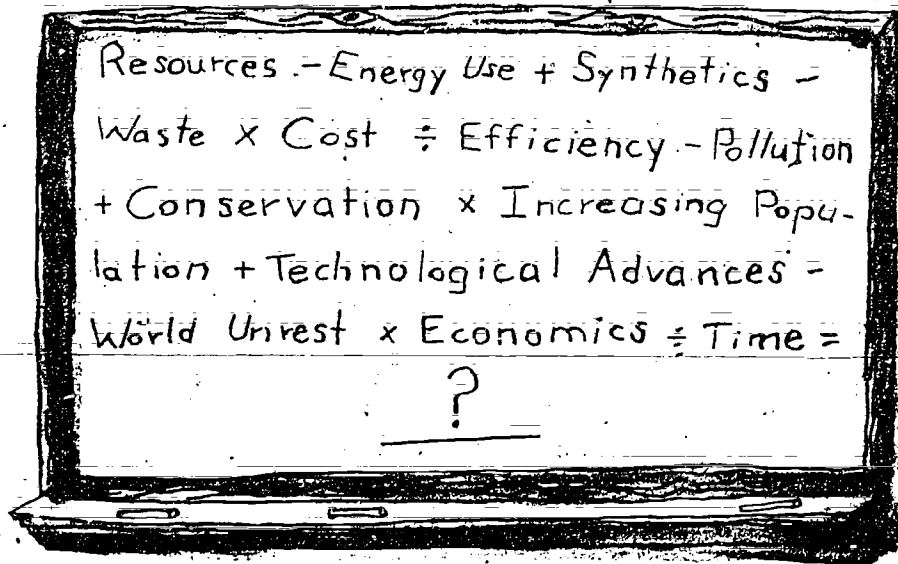 Resources - Energy Use + Synthetics -
Waste x Cost ÷ Efficiency - Pollution
+ Conservation x Increasing Popu-
lation + Technological Advances -
World Unrest x Economics ÷ Time =
?